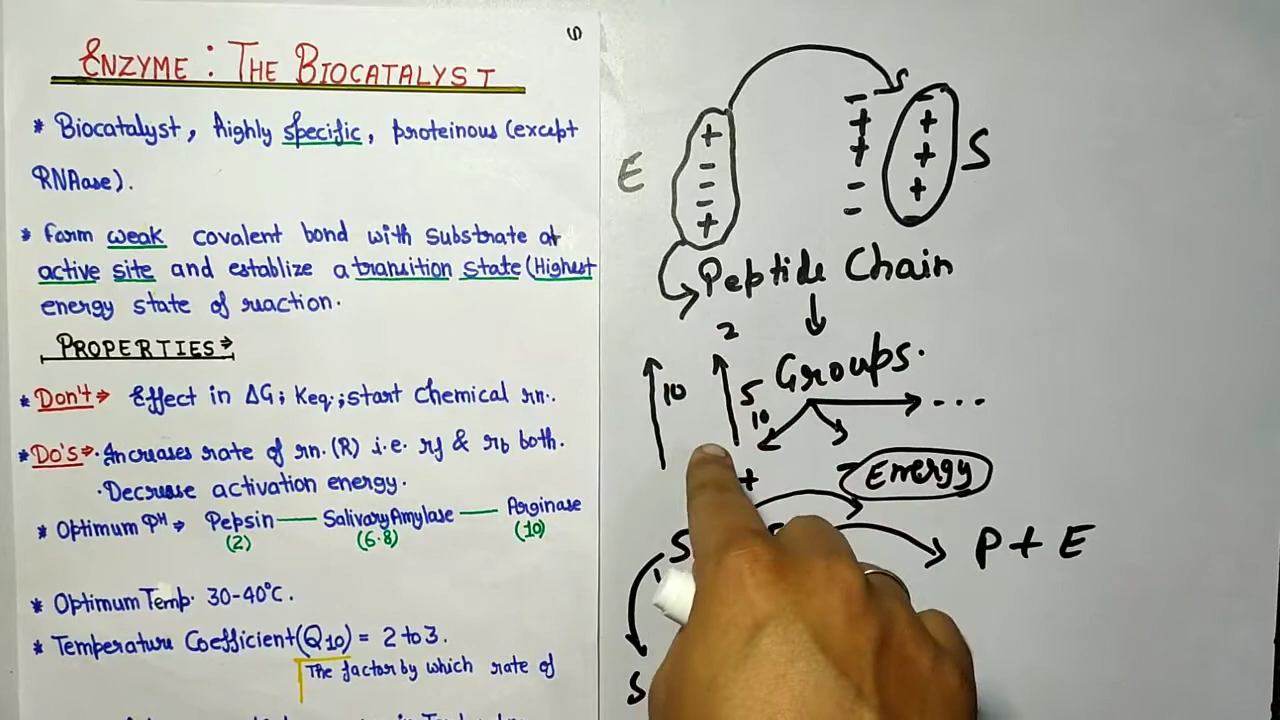 ENZYME : THE BIOCATALYST
* Biocatalyst, Highly specific, proteinous (except
RNAase).
* Form weak covalent bond with substrate at
active site and establize a transition state (Highest
energy state of reaction.
PROPERTIES⇒
* Don't⇒ Effect in ΔG; Keq.; start chemical rn..
* Do's⇒ · Increases rate of rn. (R) i.e. rf & rb both.
· Decrease activation energy.
* Optimum PH ⇒ Pepsin — Salivary Amylase — Arginase
(2) (6.8) (10)
* Optimum Temp. 30-40°C.
* Temperature Coefficient (Q10) = 2 to 3.
The factor by which rate of
S
- +
+ +
+ +
-
-
E
+
-
-
-
+
S
Peptide Chain
2
10
5
10
Groups.
...
+
Energy
S
P + E
S